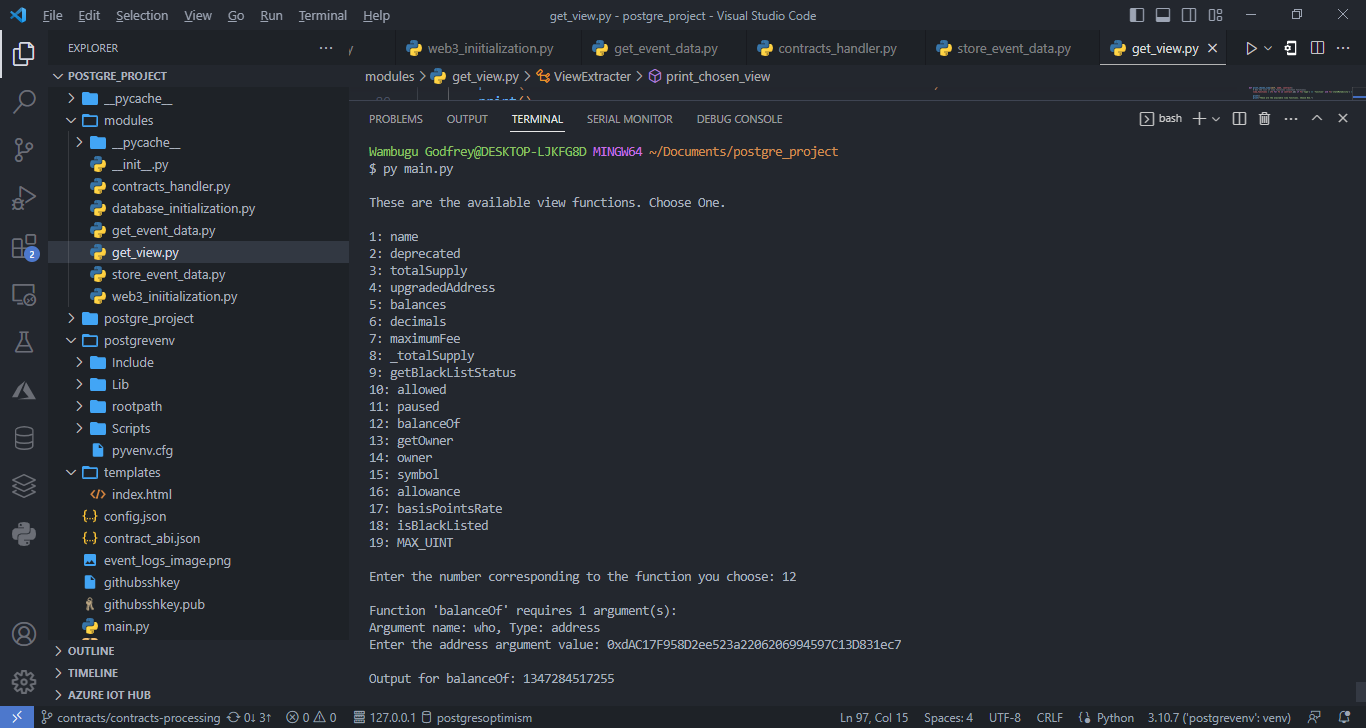 File Edit Selection View Go Run Terminal Help
get_view.py - postgre_project - Visual Studio Code
EXPLORER
web3_iniitialization.py get_event_data.py contracts_handler.py store_event_data.py get_view.py
POSTGRE_PROJECT
modules > get_view.py > ViewExtracter > print_chosen_view
__pycache__
modules
__pycache__
__init__.py
contracts_handler.py
database_initialization.py
get_event_data.py
get_view.py
store_event_data.py
web3_iniitialization.py
postgre_project
postgrevenv
Include
Lib
rootpath
Scripts
pyvenv.cfg
templates
index.html
config.json
contract_abi.json
event_logs_image.png
githubsshkey
githubsshkey.pub
main.py
OUTLINE
TIMELINE
AZURE IOT HUB
2
PROBLEMS OUTPUT TERMINAL SERIAL MONITOR DEBUG CONSOLE
bash
Wambugu Godfrey@DESKTOP-LJKFG8D MINGW64 ~/Documents/postgre_project
$ py main.py
These are the available view functions. Choose One.
1: name
2: deprecated
3: totalSupply
4: upgradedAddress
5: balances
6: decimals
7: maximumFee
8: _totalSupply
9: getBlackListStatus
10: allowed
11: paused
12: balanceOf
13: getOwner
14: owner
15: symbol
16: allowance
17: basisPointsRate
18: isBlackListed
19: MAX_UINT
Enter the number corresponding to the function you choose: 12
Function 'balanceOf' requires 1 argument(s):
Argument name: who, Type: address
Enter the address argument value: 0xdAC17F958D2ee523a2206206994597C13D831ec7
Output for balanceOf: 1347284517255
contracts/contracts-processing 0↓ 3↑ 0 0 127.0.0.1 postgresoptimism
Ln 97, Col 15 Spaces: 4 UTF-8 CRLF Python 3.10.7 ('postgrevenv': venv)